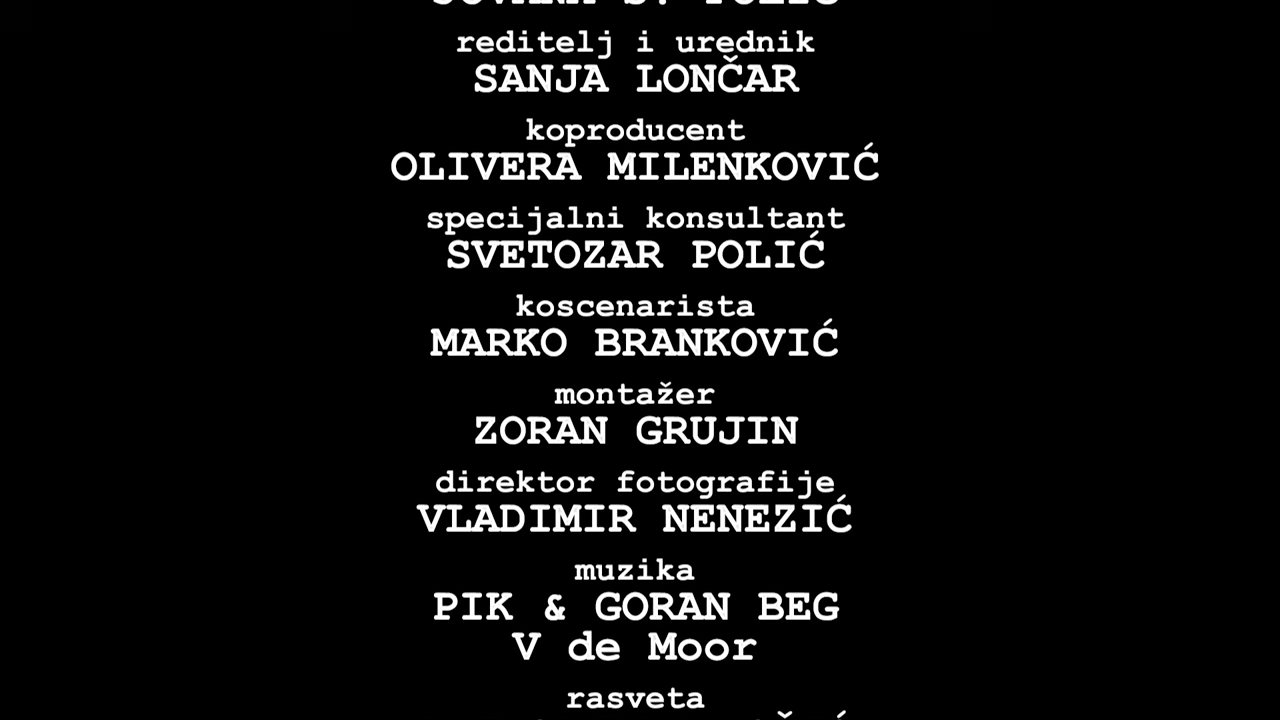 reditelj i urednik
SANJA LONČAR
koproducent
OLIVERA MILENKOVIĆ
specijalni konsultant
SVETOZAR POLIĆ
koscenarista
MARKO BRANKOVIĆ
montažer
ZORAN GRUJIN
direktor fotografije
VLADIMIR NENEZIĆ
muzika
PIK & GORAN BEG
V de Moor
rasveta